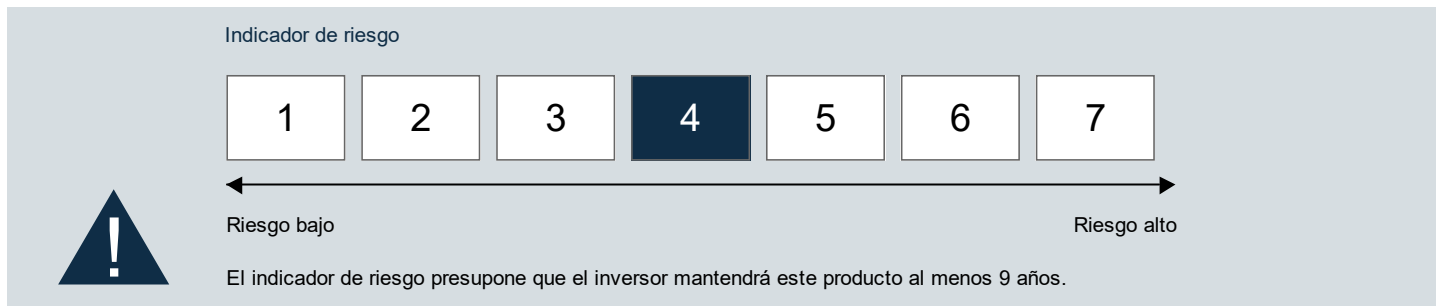 Indicador de riesgo
1 2 3 4 5 6 7
Riesgo bajo Riesgo alto
!
El indicador de riesgo presupone que el inversor mantendrá este producto al menos 9 años.